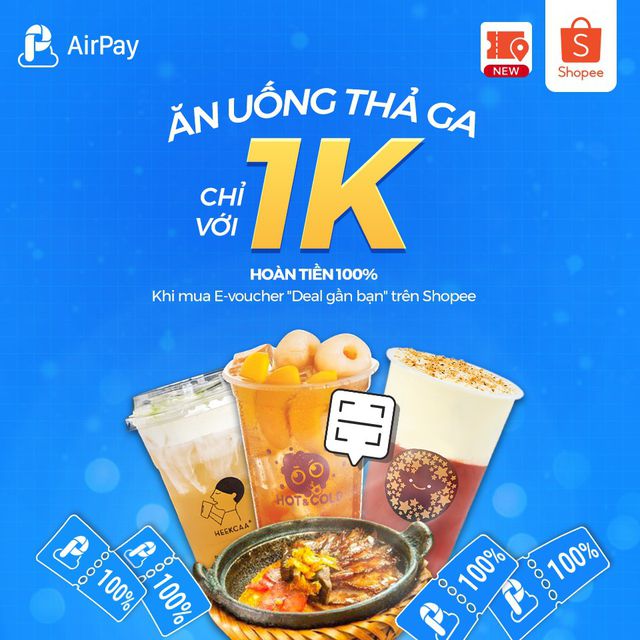 AirPay
NEW
Shopee
ĂN UỐNG THẢ GA
CHỈ VỚI
1K
HOÀN TIỀN 100%
Khi mua E-voucher "Deal gần bạn" trên Shopee
HEEKCAA
HOT & COLD
100%
100%
100%
100%